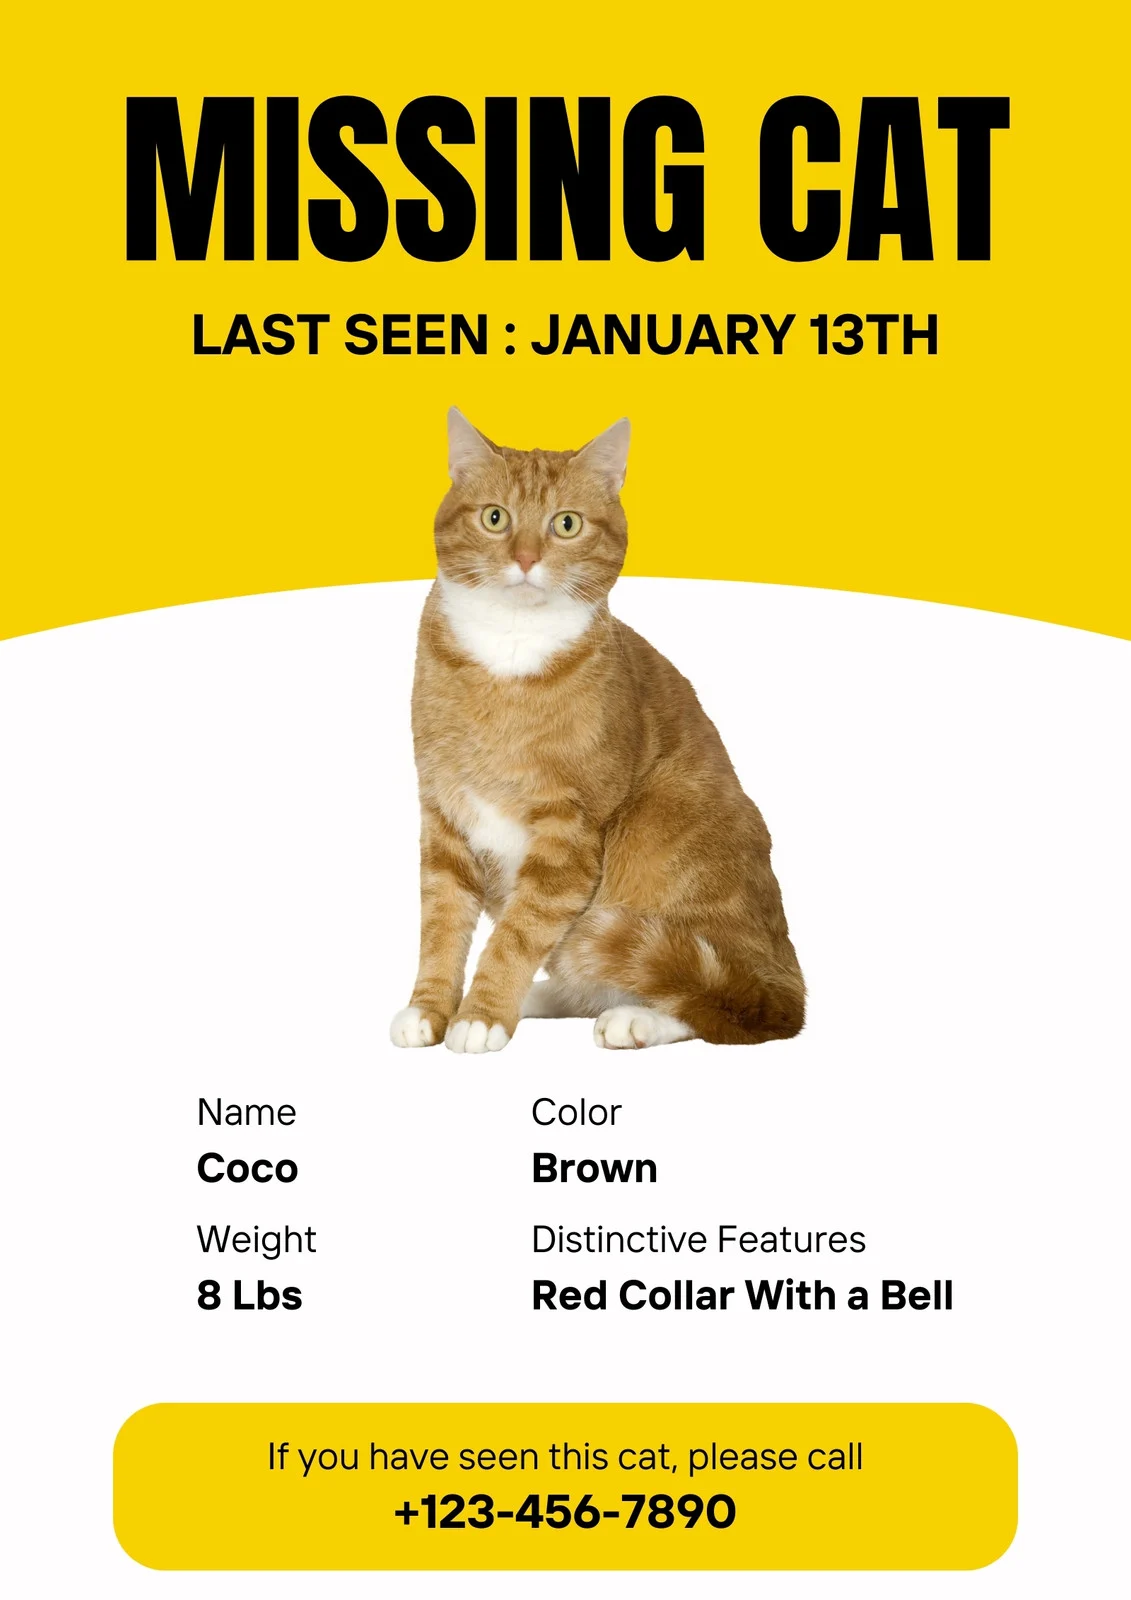 MISSING CAT
LAST SEEN : JANUARY 13TH
Name
Coco
Color
Brown
Weight
8 Lbs
Distinctive Features
Red Collar With a Bell
If you have seen this cat, please call
+123-456-7890